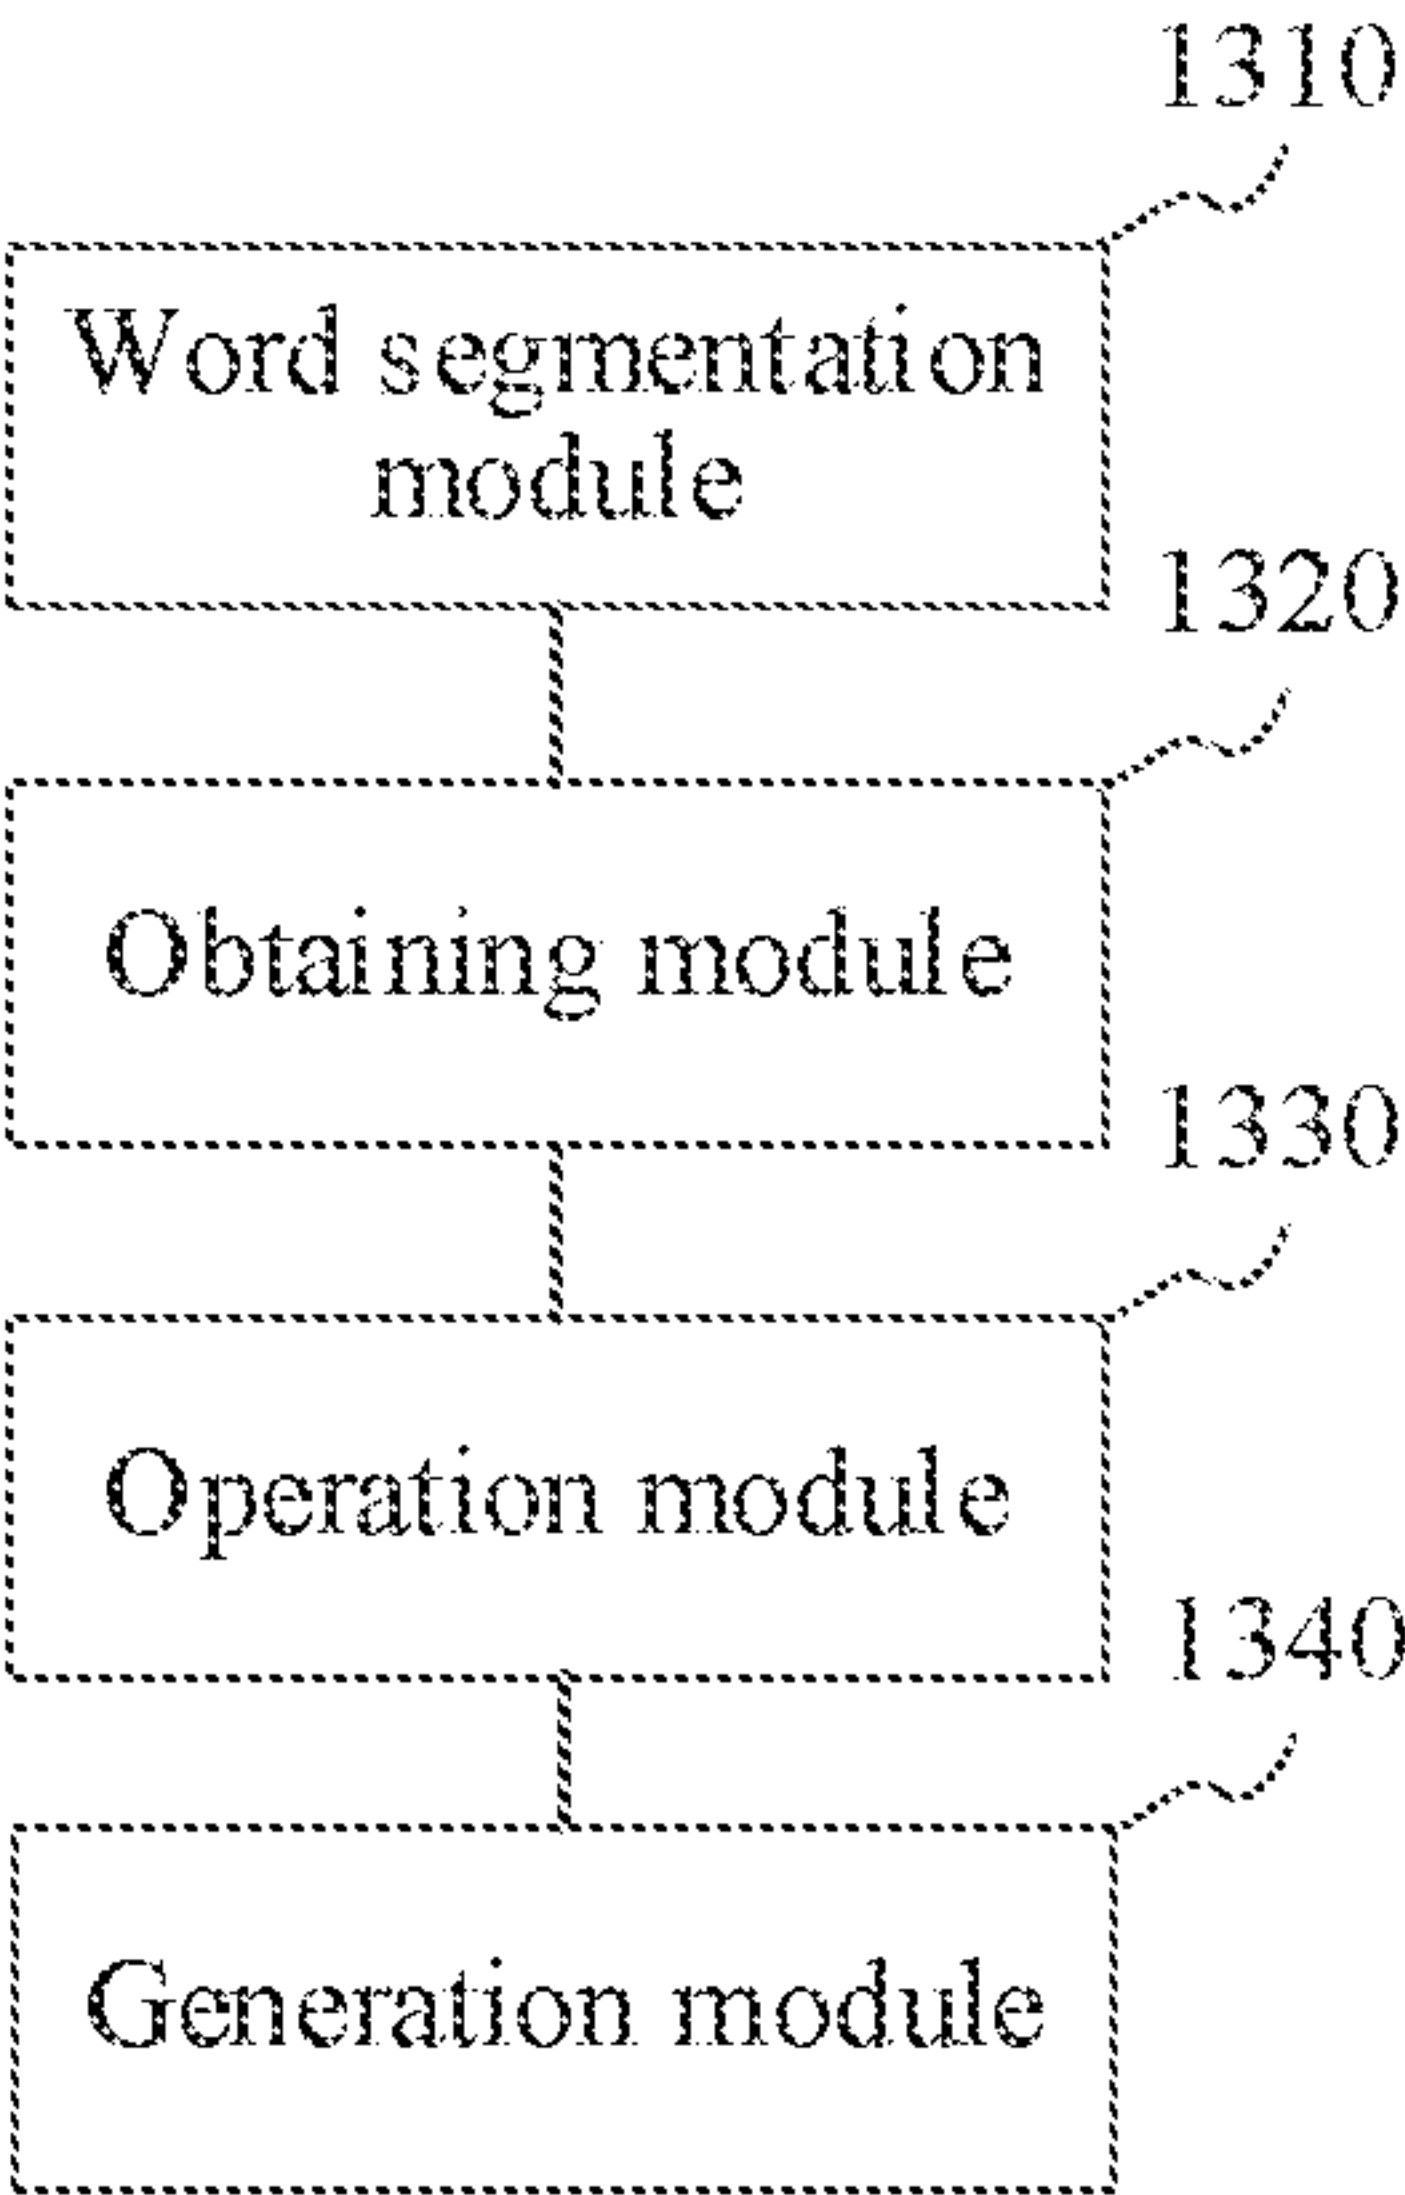 1310
Word segmentation
module
1320
Obtaining module
1330
Operation module
1340
Generation module